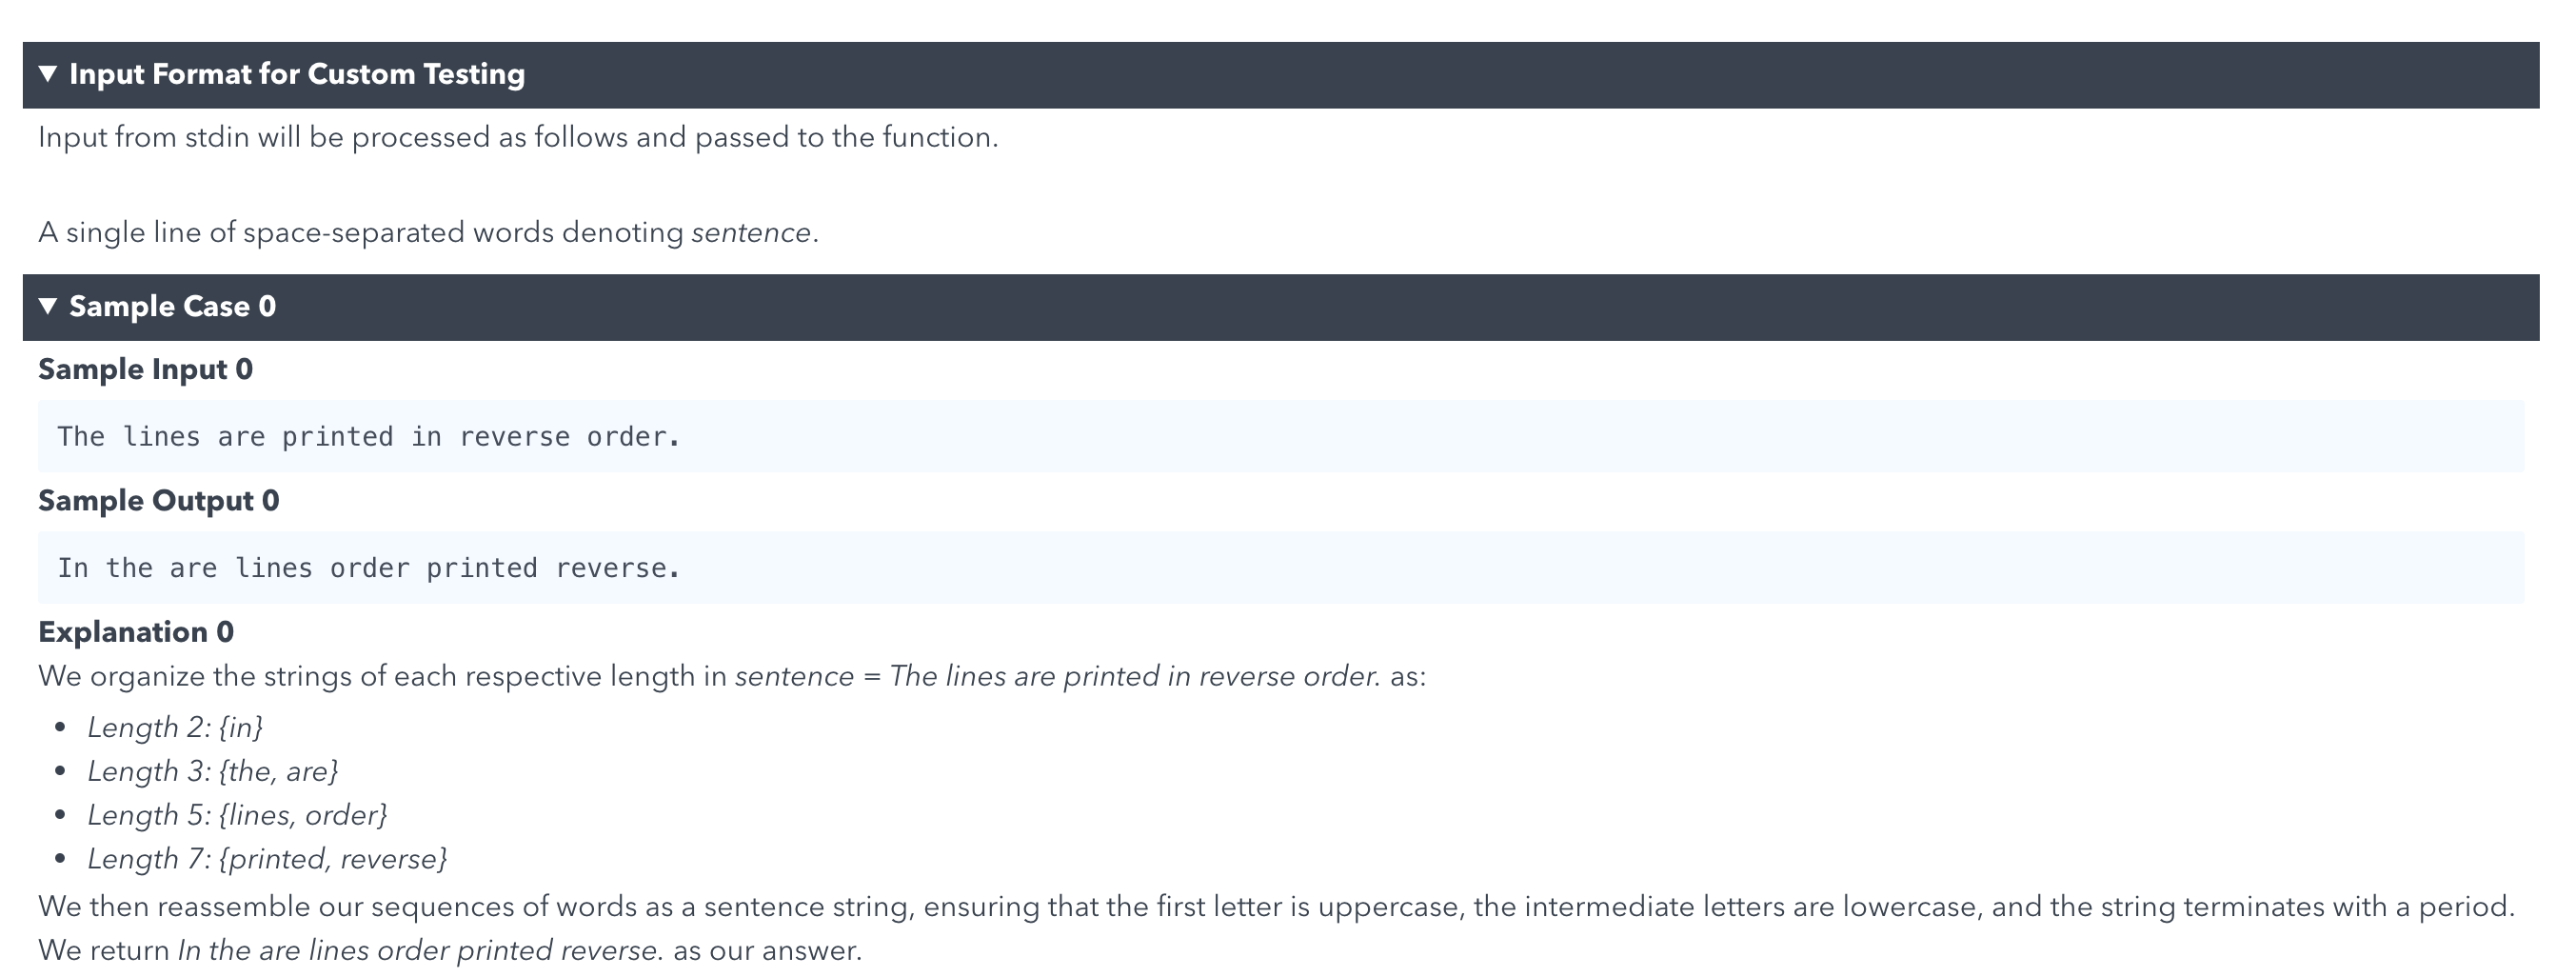 ▼ Input Format for Custom Testing
Input from stdin will be processed as follows and passed to the function.
A single line of space-separated words denoting sentence.
▼ Sample Case 0
Sample Input 0
The lines are printed in reverse order.
Sample Output 0
In the are lines order printed reverse.
Explanation 0
We organize the strings of each respective length in sentence = The lines are printed in reverse order. as:
• Length 2: {in}
• Length 3: {the, are}
• Length 5: {lines, order}
• Length 7: {printed, reverse}
We then reassemble our sequences of words as a sentence string, ensuring that the first letter is uppercase, the intermediate letters are lowercase, and the string terminates with a period.
We return In the are lines order printed reverse. as our answer.